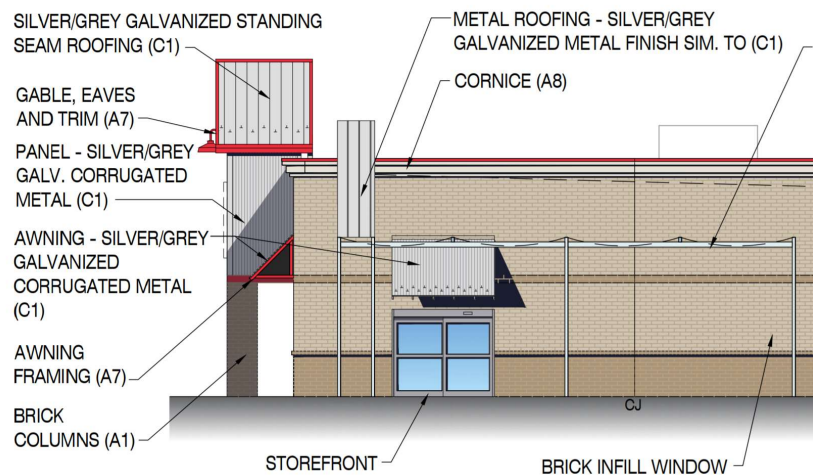 SILVER/GREY GALVANIZED STANDING
SEAM ROOFING (C1)
GABLE, EAVES
AND TRIM (A7)
PANEL - SILVER/GREY
GALV. CORRUGATED
METAL (C1)
AWNING - SILVER/GREY
GALVANIZED
CORRUGATED METAL
(C1)
AWNING
FRAMING (A7)
BRICK
COLUMNS (A1)
STOREFRONT
METAL ROOFING - SILVER/GREY
GALVANIZED METAL FINISH SIM. TO (C1)
CORNICE (A8)
CJ
BRICK INFILL WINDOW